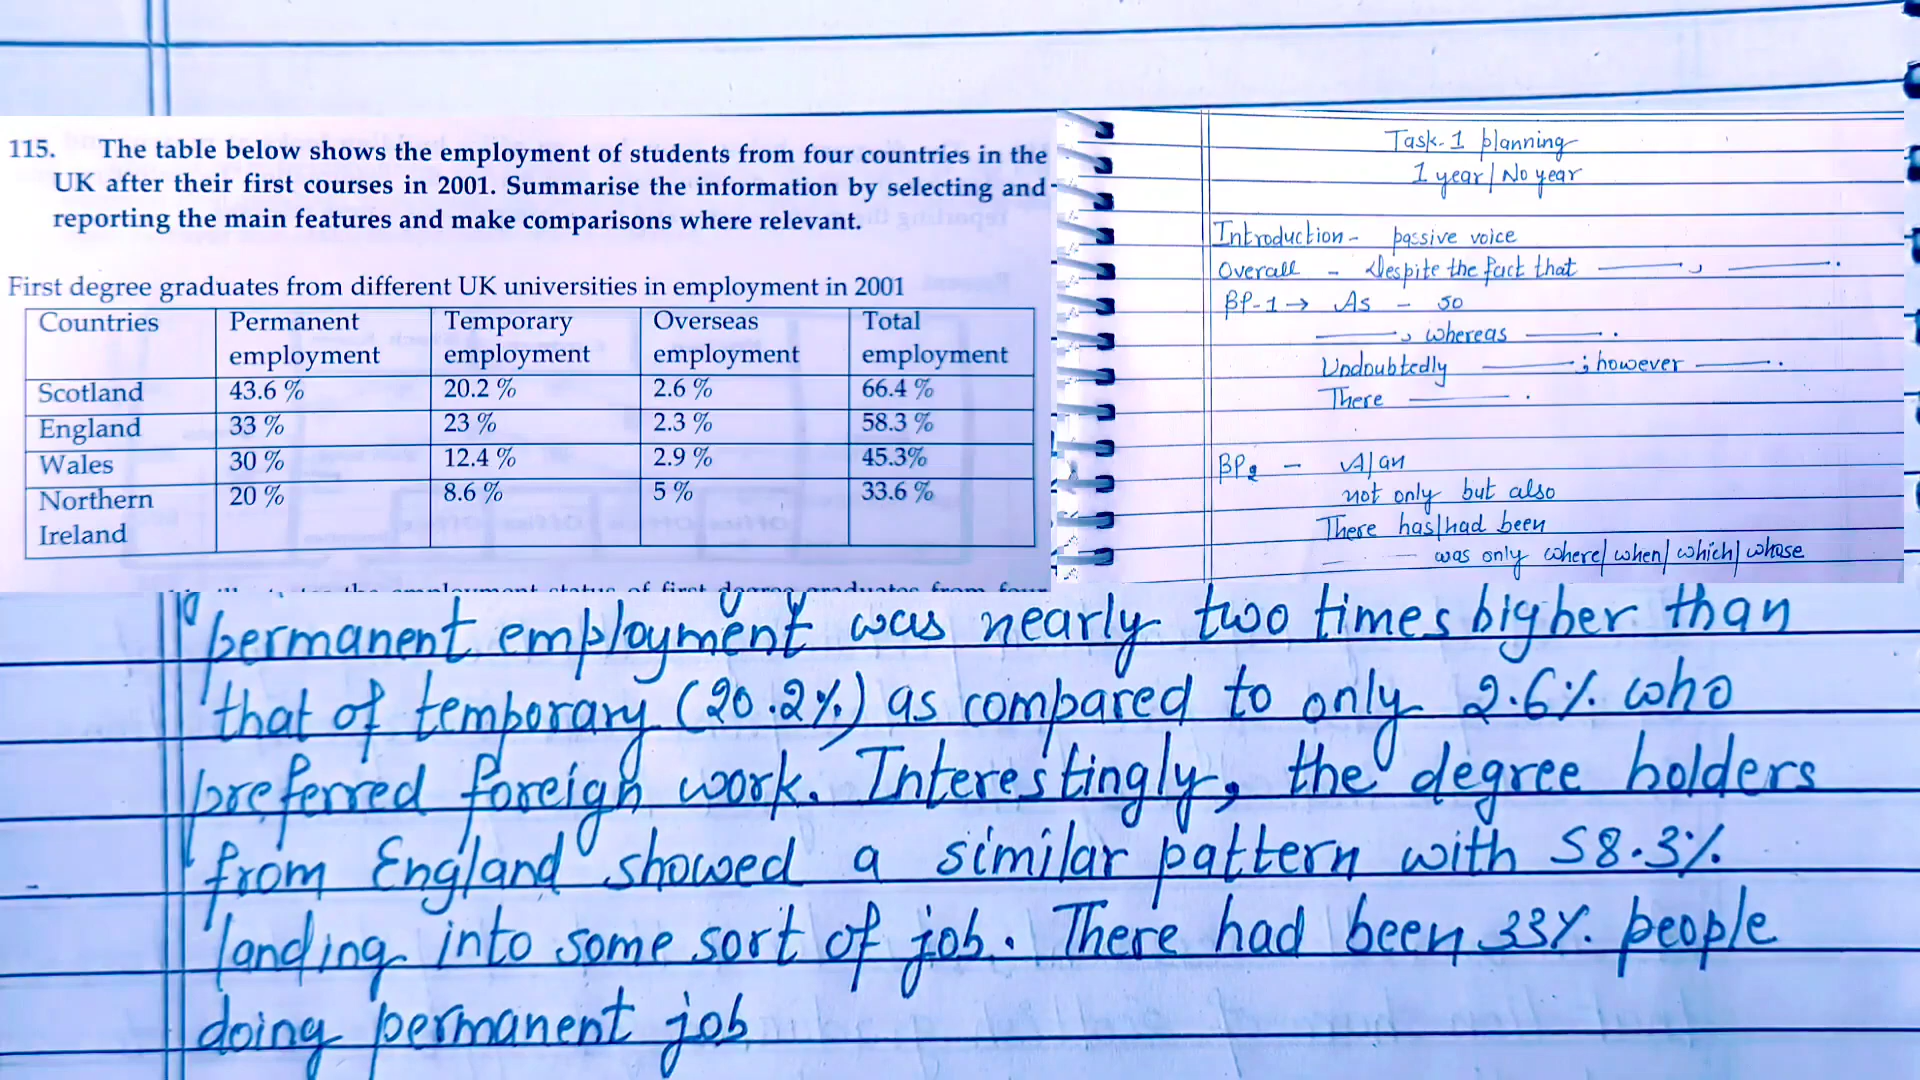 115. The table below shows the employment of students from four countries in the
UK after their first courses in 2001. Summarise the information by selecting and
reporting the main features and make comparisons where relevant.
First degree graduates from different UK universities in employment in 2001
Countries Permanent employment Temporary employment Overseas employment Total employment
Scotland 43.6 % 20.2 % 2.6 % 66.4 %
England 33 % 23 % 2.3 % 58.3 %
Wales 30 % 12.4 % 2.9 % 45.3%
Northern Ireland 20 % 8.6 % 5 % 33.6 %
Task-1 planning
1 year/No year
Introduction - passive voice
Overall - Despite the fact that ——— , ———.
BP-1 → As - so
——— , whereas ———.
Undoubtedly ——— ; however ———.
There ———.
BP2 - A/an
not only but also
There has/had been
— was only where/when/which/whose
permanent employment was nearly two times higher than
that of temporary (20.2%) as compared to only 2.6% who
preferred foreign work. Interestingly, the degree holders
from England showed a similar pattern with 58.3%
landing into some sort of job. There had been 33% people
doing permanent job